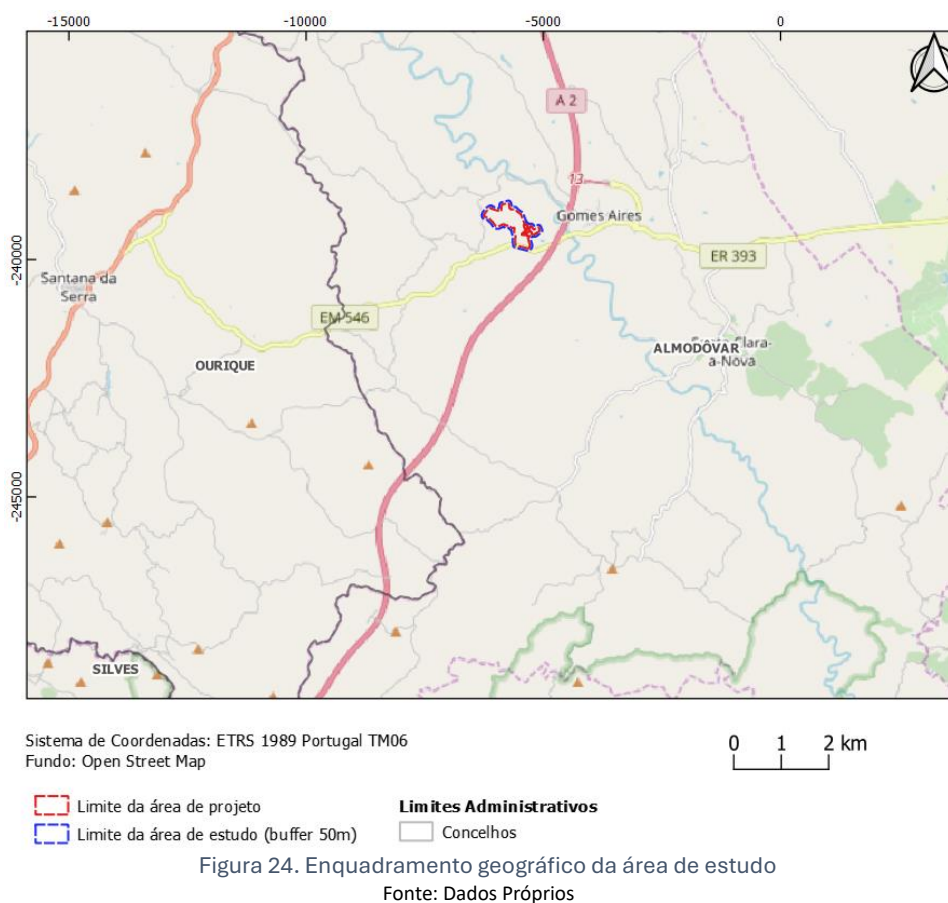 -15000
-10000
-5000
0
A 2
13
Gomes Aires
-240000
ER 393
Santana da
Serra
EM 546
ALMODÔVAR
Clara-
a-Nova
OURIQUE
-245000
SILVES
Sistema de Coordenadas: ETRS 1989 Portugal TM06
Fundo: Open Street Map
0 1 2 km
Limite da área de projeto
Limites Administrativos
Limite da área de estudo (buffer 50m)
Concelhos
Figura 24. Enquadramento geográfico da área de estudo
Fonte: Dados Próprios